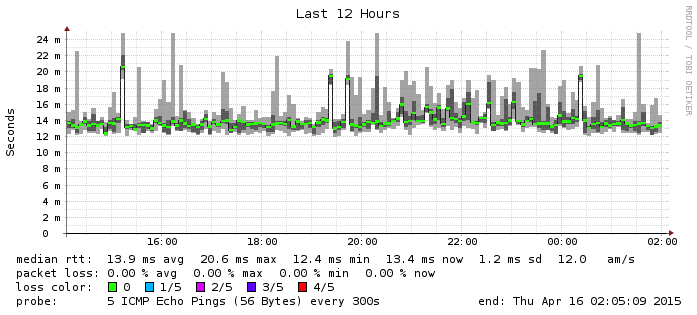 Last 12 Hours
RRDTOOL / TOBI OETIKER
Seconds
24 m
22 m
20 m
18 m
16 m
14 m
12 m
10 m
8 m
6 m
4 m
2 m
0
16:00 18:00 20:00 22:00 00:00 02:00
median rtt: 13.9 ms avg 20.6 ms max 12.4 ms min 13.4 ms now 1.2 ms sd 12.0 am/s
packet loss: 0.00 % avg 0.00 % max 0.00 % min 0.00 % now
loss color: 0 1/5 2/5 3/5 4/5
probe: 5 ICMP Echo Pings (56 Bytes) every 300s end: Thu Apr 16 02:05:09 2015